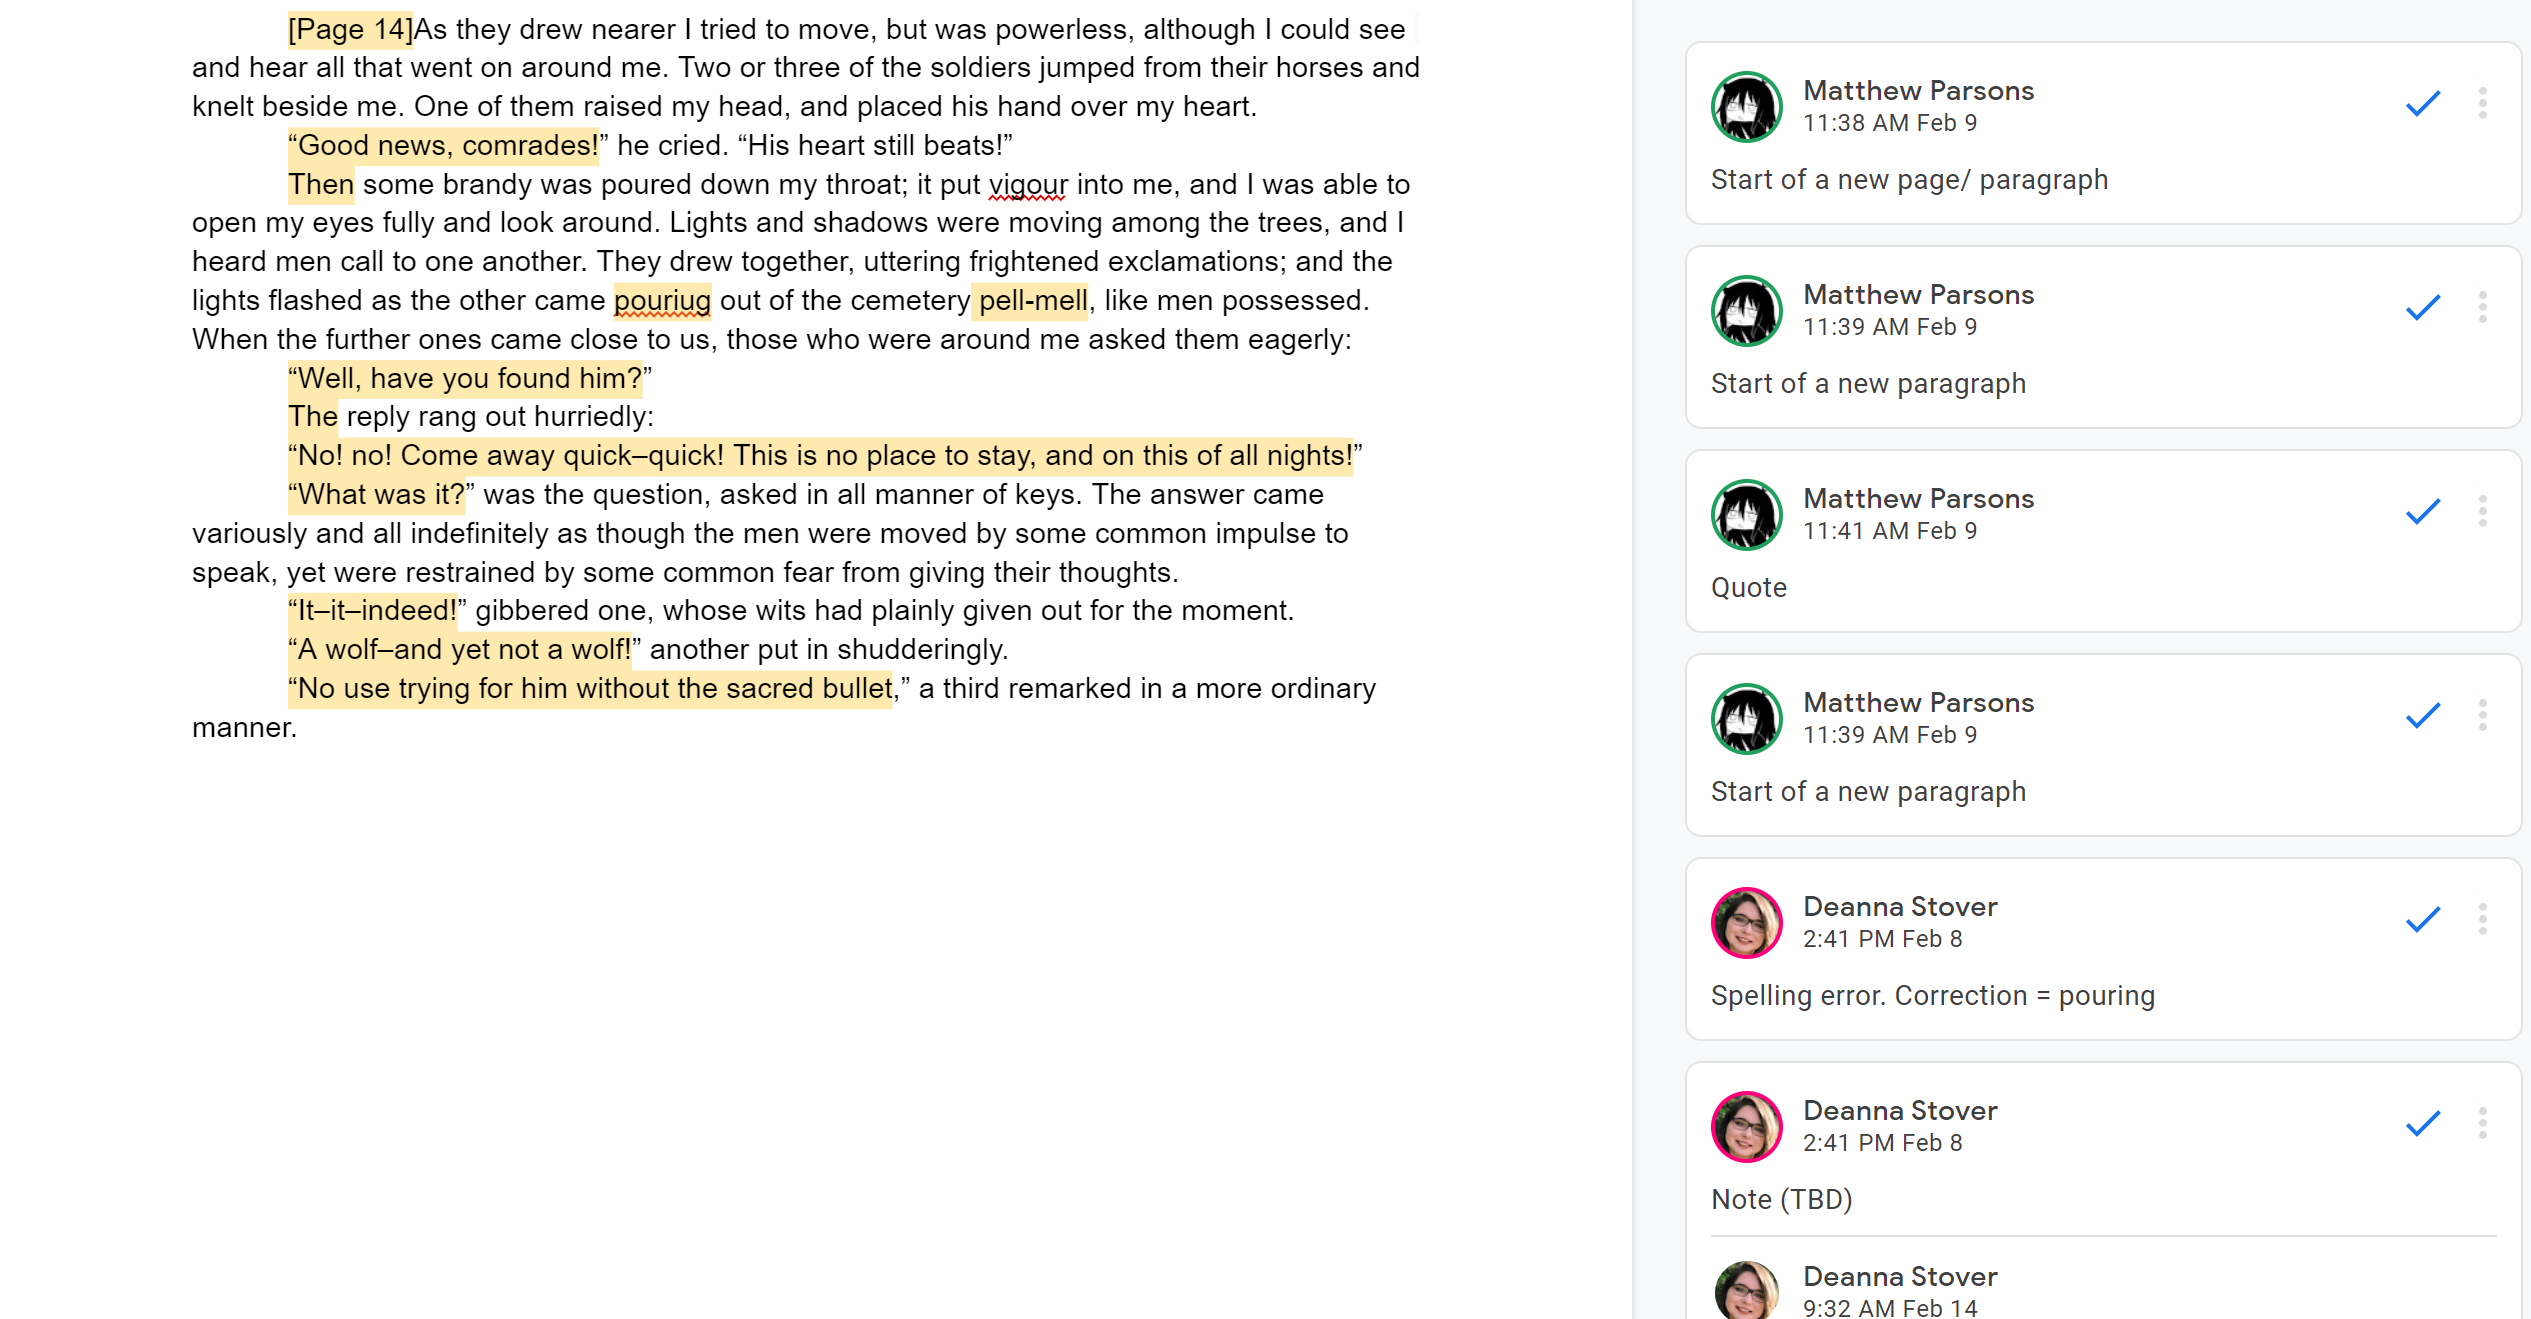 [Page 14]As they drew nearer I tried to move, but was powerless, although I could see
and hear all that went on around me. Two or three of the soldiers jumped from their horses and
knelt beside me. One of them raised my head, and placed his hand over my heart.
“Good news, comrades!” he cried. “His heart still beats!”
Then some brandy was poured down my throat; it put vigour into me, and I was able to
open my eyes fully and look around. Lights and shadows were moving among the trees, and I
heard men call to one another. They drew together, uttering frightened exclamations; and the
lights flashed as the other came pouriug out of the cemetery pell-mell, like men possessed.
When the further ones came close to us, those who were around me asked them eagerly:
“Well, have you found him?”
The reply rang out hurriedly:
“No! no! Come away quick–quick! This is no place to stay, and on this of all nights!”
“What was it?” was the question, asked in all manner of keys. The answer came
variously and all indefinitely as though the men were moved by some common impulse to
speak, yet were restrained by some common fear from giving their thoughts.
“It–it–indeed!” gibbered one, whose wits had plainly given out for the moment.
“A wolf–and yet not a wolf!” another put in shudderingly.
“No use trying for him without the sacred bullet,” a third remarked in a more ordinary
manner.
Matthew Parsons
11:38 AM Feb 9
Start of a new page/ paragraph
Matthew Parsons
11:39 AM Feb 9
Start of a new paragraph
Matthew Parsons
11:41 AM Feb 9
Quote
Matthew Parsons
11:39 AM Feb 9
Start of a new paragraph
Deanna Stover
2:41 PM Feb 8
Spelling error. Correction = pouring
Deanna Stover
2:41 PM Feb 8
Note (TBD)
Deanna Stover
9:32 AM Feb 14